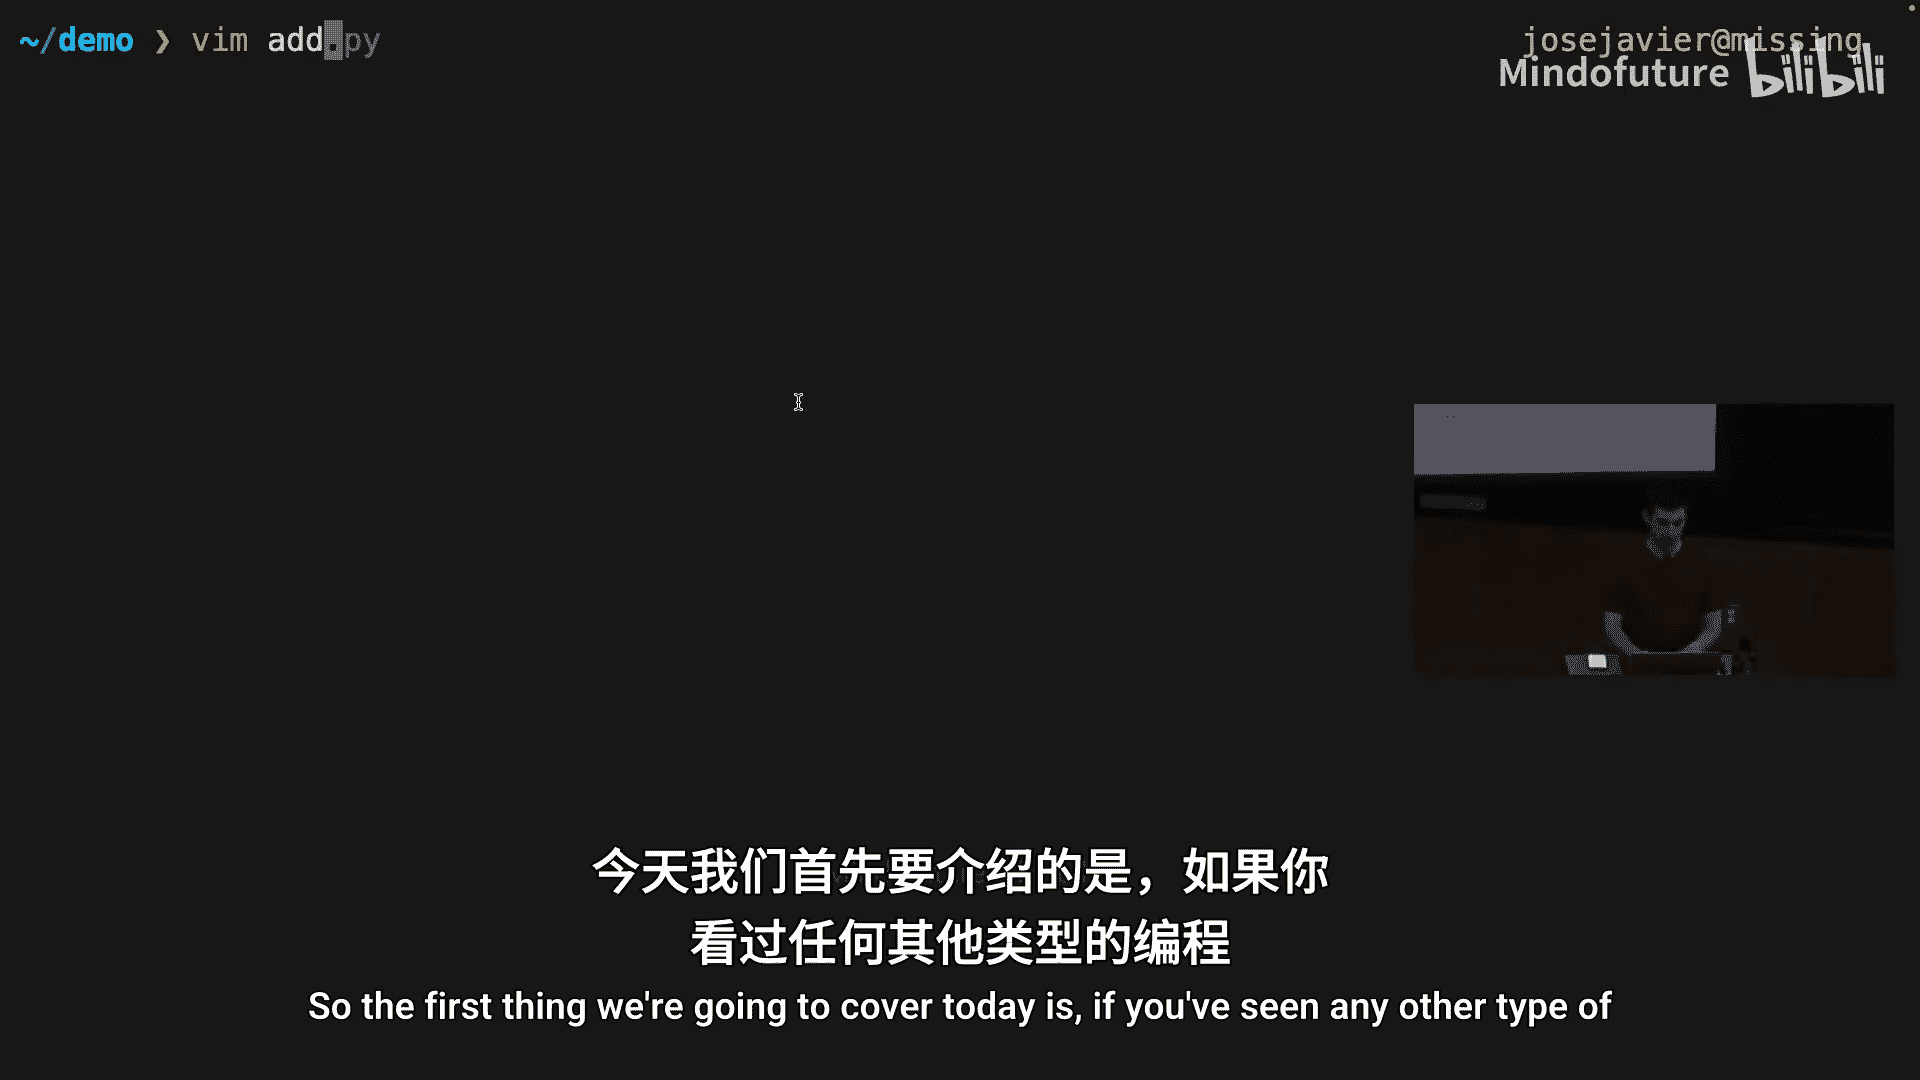 ~/demo ❯ vim add.py
josejavier@missing
Mindofuture bilibili
今天我们首先要介绍的是，如果你
看过任何其他类型的编程
So the first thing we're going to cover today is, if you've seen any other type of